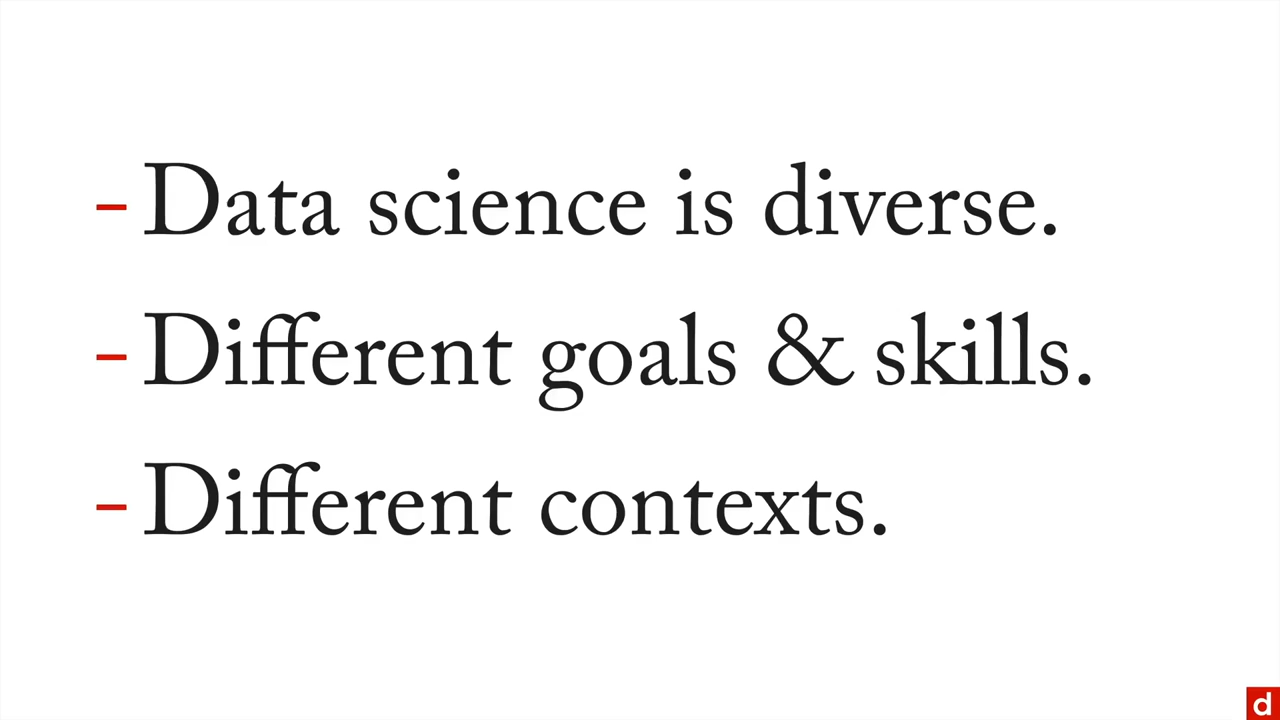 - Data science is diverse.
- Different goals & skills.
- Different contexts.
d